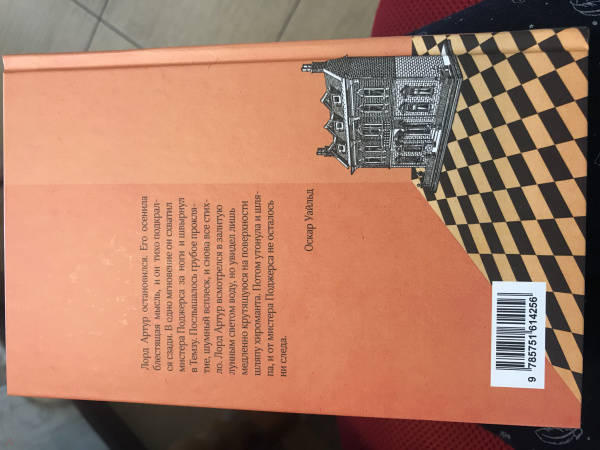 Лорд Артур остановился. Его осенила
блестящая мысль, и он тихо подкрал-
ся сзади. В одно мгновение он схватил
мистера Поджерса за ноги и швырнул
в Темзу. Послышалось грубое прокля-
тие, шумный всплеск, и снова все стих-
ло. Лорд Артур всмотрелся в залитую
лунным светом воду, но увидел лишь
медленно крутящуюся на поверхности
шляпу хироманта. Потом утонула и шля-
па, и от мистера Поджерса не осталось
ни следа.
Оскар Уайльд
9 785751 614256